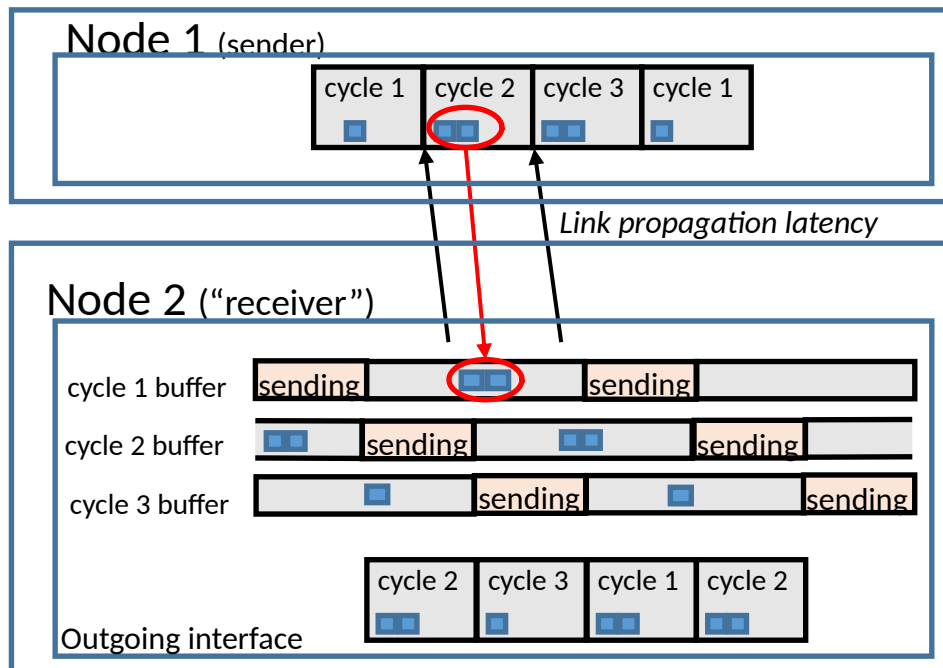 Node 1 (sender)
cycle 1 cycle 2 cycle 3 cycle 1
Link propagation latency
Node 2 (“receiver”)
cycle 1 buffer sending sending
cycle 2 buffer sending sending
cycle 3 buffer sending sending
cycle 2 cycle 3 cycle 1 cycle 2
Outgoing interface